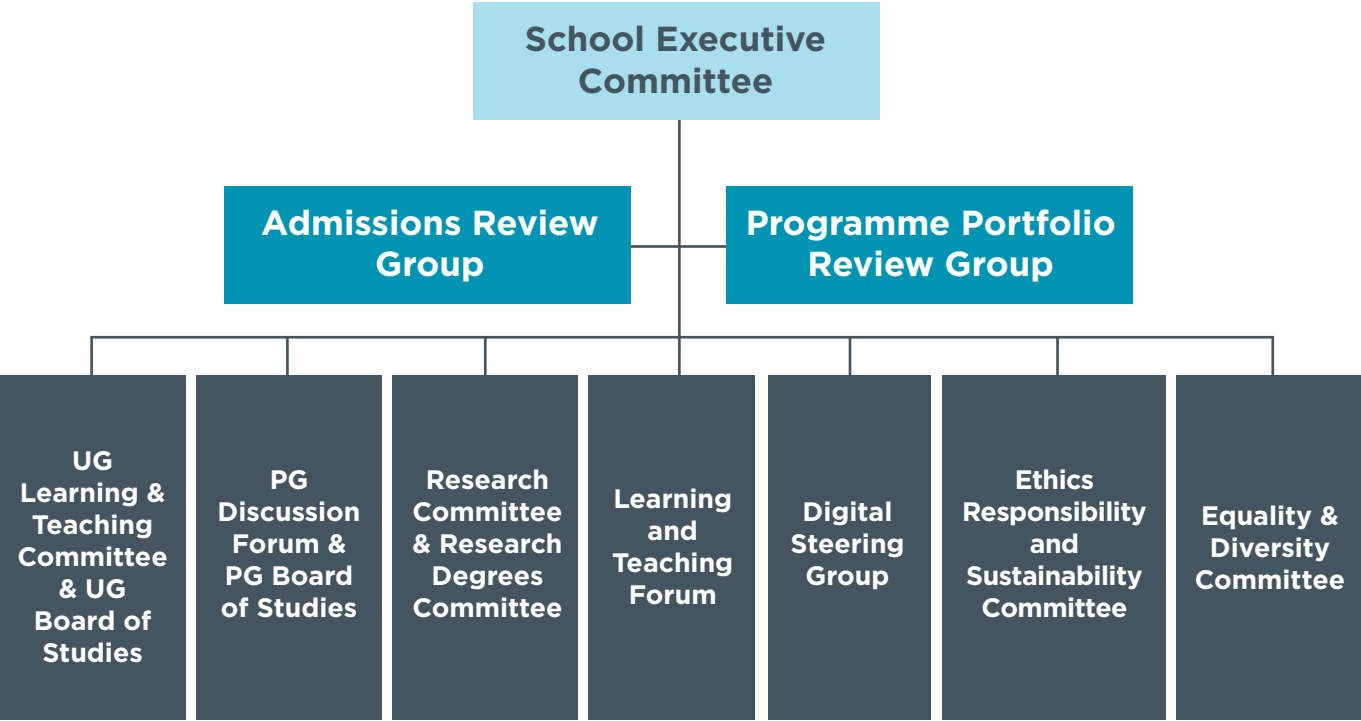 School Executive
Committee
Admissions Review
Group
Programme Portfolio
Review Group
UG
Learning &
Teaching
Committee
& UG
Board of
Studies
PG
Discussion
Forum &
PG Board
of Studies
Research
Committee
& Research
Degrees
Committee
Learning
and
Teaching
Forum
Digital
Steering
Group
Ethics
Responsibility
and
Sustainability
Committee
Equality &
Diversity
Committee